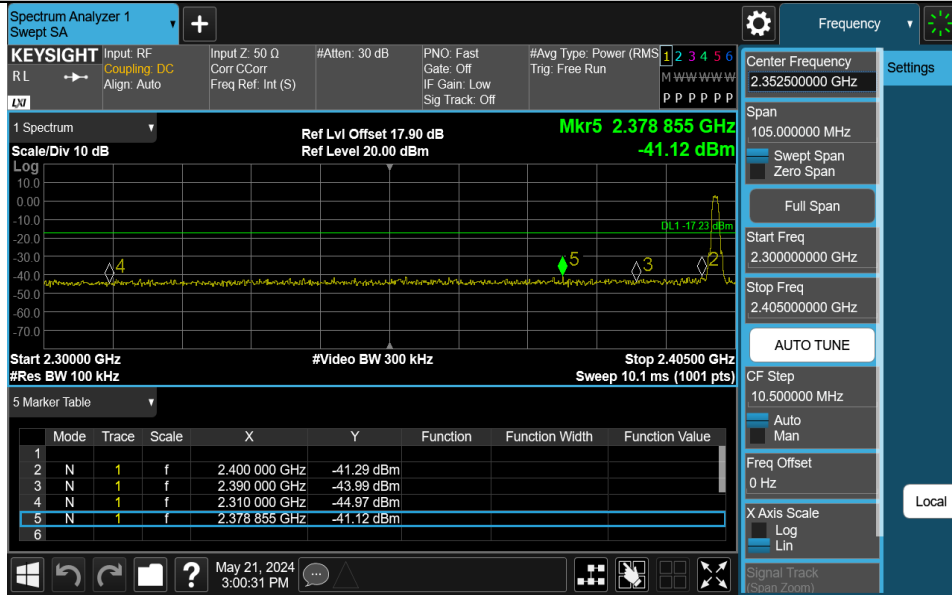 Spectrum Analyzer 1
Swept SA
Frequency
KEYSIGHT
RL
LXI
Input: RF
Coupling: DC
Align: Auto
Input Z: 50 Ω
Corr CCorr
Freq Ref: Int (S)
#Atten: 30 dB
PNO: Fast
Gate: Off
IF Gain: Low
Sig Track: Off
#Avg Type: Power (RMS
Trig: Free Run
1 2 3 4 5 6
M W W W W W
P P P P P P
Center Frequency
2.352500000 GHz
Settings
Span
105.000000 MHz
Swept Span
Zero Span
Full Span
Start Freq
2.300000000 GHz
Stop Freq
2.405000000 GHz
AUTO TUNE
CF Step
10.500000 MHz
Auto
Man
Freq Offset
0 Hz
X Axis Scale
Log
Lin
Signal Track
(Span Zoom)
Local
1 Spectrum
Scale/Div 10 dB
Ref Lvl Offset 17.90 dB
Ref Level 20.00 dBm
Mkr5 2.378 855 GHz
-41.12 dBm
Log
10.0
0.00
-10.0
-20.0
-30.0
-40.0
-50.0
-60.0
-70.0
DL1 -17.23 dBm
4
5
3
2
Start 2.30000 GHz
#Video BW 300 kHz
Stop 2.40500 GHz
#Res BW 100 kHz
Sweep 10.1 ms (1001 pts)
5 Marker Table
Mode Trace Scale X Y Function Function Width Function Value
1
2 N 1 f 2.400 000 GHz -41.29 dBm
3 N 1 f 2.390 000 GHz -43.99 dBm
4 N 1 f 2.310 000 GHz -44.97 dBm
5 N 1 f 2.378 855 GHz -41.12 dBm
6
May 21, 2024
3:00:31 PM